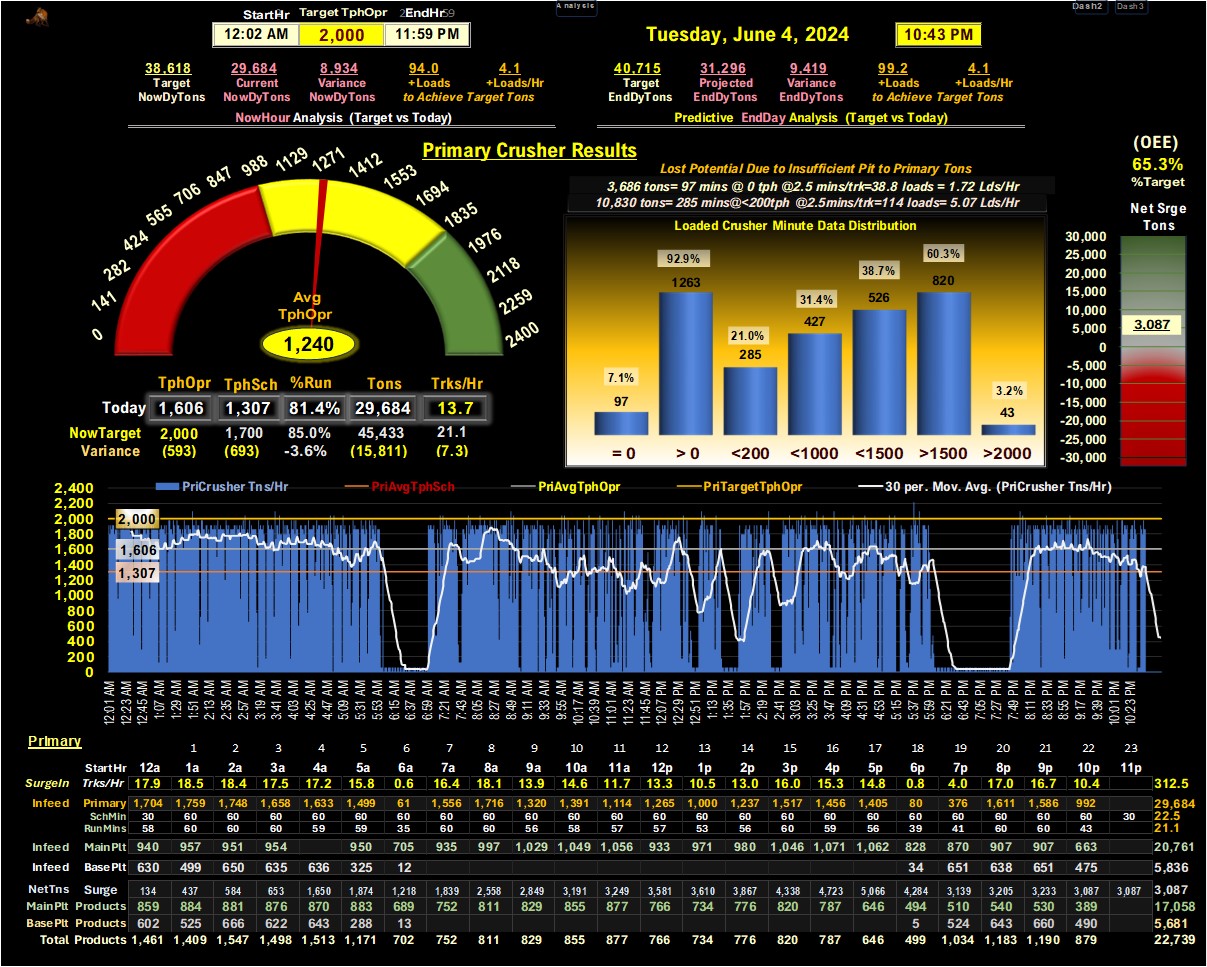 StartHr Target TphOpr EndHr
12:02 AM 2,000 11:59 PM
Analysis
Dash2 Dash3
Tuesday, June 4, 2024 10:43 PM
38,618 29,684 8,934 94.0 4.1
Target Current Variance +Loads +Loads/Hr
NowDyTons NowDyTons NowDyTons to Achieve Target Tons
NowHour Analysis (Target vs Today)
40,715 31,296 9,419 99.2 4.1
Target Projected Variance +Loads +Loads/Hr
EndDyTons EndDyTons EndDyTons to Achieve Target Tons
Predictive EndDay Analysis (Target vs Today)
Primary Crusher Results
0 141 282 424 565 706 847 988 1129 1271 1412 1553 1694 1835 1976 2118 2259 2400
Avg
TphOpr
1,240
TphOpr TphSch %Run Tons Trks/Hr
Today 1,606 1,307 81.4% 29,684 13.7
NowTarget 2,000 1,700 85.0% 45,433 21.1
Variance (593) (693) -3.6% (15,811) (7.3)
Lost Potential Due to Insufficient Pit to Primary Tons
3,686 tons= 97 mins @ 0 tph @2.5 mins/trk=38.8 loads = 1.72 Lds/Hr
10,830 tons= 285 mins@<200tph @2.5mins/trk=114 loads= 5.07 Lds/Hr
Loaded Crusher Minute Data Distribution
7.1% 92.9% 21.0% 31.4% 38.7% 60.3% 3.2%
97 1263 285 427 526 820 43
= 0 > 0 <200 <1000 <1500 >1500 >2000
(OEE)
65.3%
%Target
Net Srge
Tons
30,000
25,000
20,000
15,000
10,000
5,000
0
-5,000
-10,000
-15,000
-20,000
-25,000
-30,000
3,087
PriCrusher Tns/Hr PriAvgTphSch PriAvgTphOpr PriTargetTphOpr 30 per. Mov. Avg. (PriCrusher Tns/Hr)
2,400
2,200
2,000
1,800
1,600
1,400
1,200
1,000
800
600
400
200
0
2,000
1,606
1,307
12:01 AM 12:23 AM 12:45 AM 1:07 AM 1:29 AM 1:51 AM 2:13 AM 2:35 AM 2:57 AM 3:19 AM 3:41 AM 4:03 AM 4:25 AM 4:47 AM 5:09 AM 5:31 AM 5:53 AM 6:15 AM 6:37 AM 6:59 AM 7:21 AM 7:43 AM 8:05 AM 8:27 AM 8:49 AM 9:11 AM 9:33 AM 9:55 AM 10:17 AM 10:39 AM 11:01 AM 11:23 AM 11:45 AM 12:07 PM 12:29 PM 12:51 PM 1:13 PM 1:35 PM 1:57 PM 2:19 PM 2:41 PM 3:03 PM 3:25 PM 3:47 PM 4:09 PM 4:31 PM 4:53 PM 5:15 PM 5:37 PM 5:59 PM 6:21 PM 6:43 PM 7:05 PM 7:27 PM 7:49 PM 8:11 PM 8:33 PM 8:55 PM 9:17 PM 9:39 PM 10:01 PM 10:23 PM
Primary
1 2 3 4 5 6 7 8 9 10 11 12 13 14 15 16 17 18 19 20 21 22 23
StartHr 12a 1a 2a 3a 4a 5a 6a 7a 8a 9a 10a 11a 12p 1p 2p 3p 4p 5p 6p 7p 8p 9p 10p 11p
SurgeIn Trks/Hr 17.9 18.5 18.4 17.5 17.2 15.8 0.6 16.4 18.1 13.9 14.6 11.7 13.3 10.5 13.0 16.0 15.3 14.8 0.8 4.0 17.0 16.7 10.4 312.5
Infeed Primary 1,704 1,759 1,748 1,658 1,633 1,499 61 1,556 1,716 1,320 1,391 1,114 1,265 1,000 1,237 1,517 1,456 1,405 80 376 1,611 1,586 992 29,684
SchMin 30 60 60 60 60 60 60 60 60 60 60 60 60 60 60 60 60 60 60 60 60 60 60 30 22.5
RunMins 58 60 60 60 59 59 35 60 60 56 58 57 57 53 56 60 59 56 39 41 60 60 43 21.1
Infeed MainPlt 940 957 951 954 950 705 935 997 1,029 1,049 1,056 933 971 980 1,046 1,071 1,062 828 870 907 907 663 20,761
Infeed BasePlt 630 499 650 635 636 325 12 34 651 638 651 475 5,836
NetTns Surge 134 437 584 653 1,650 1,874 1,218 1,839 2,558 2,849 3,191 3,249 3,581 3,610 3,867 4,338 4,723 5,066 4,284 3,139 3,205 3,233 3,087 3,087 3,087
MainPlt Products 859 884 881 876 870 883 689 752 811 829 855 877 766 734 776 820 787 646 494 510 540 530 389 17,058
BasePlt Products 602 525 666 622 643 288 13 5 524 643 660 490 5,681
Total Products 1,461 1,409 1,547 1,498 1,513 1,171 702 752 811 829 855 877 766 734 776 820 787 646 499 1,034 1,183 1,190 879 22,739